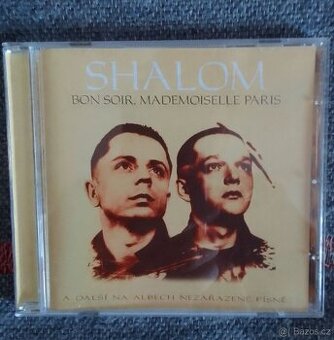 SHALOM
BON SOIR, MADEMOISELLE PARIS
A DALŠÍ NA ALBECH NEZAŘAZENÉ PÍSNĚ
Bazos.cz